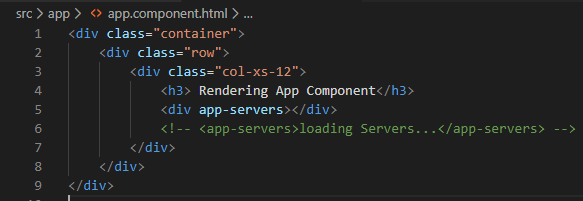 src > app > <> app.component.html > ...
1 <div class="container">
2 <div class="row">
3 <div class="col-xs-12">
4 <h3> Rendering App Component</h3>
5 <div app-servers></div>
6 <!-- <app-servers>loading Servers...</app-servers> -->
7 </div>
8 </div>
9 </div>